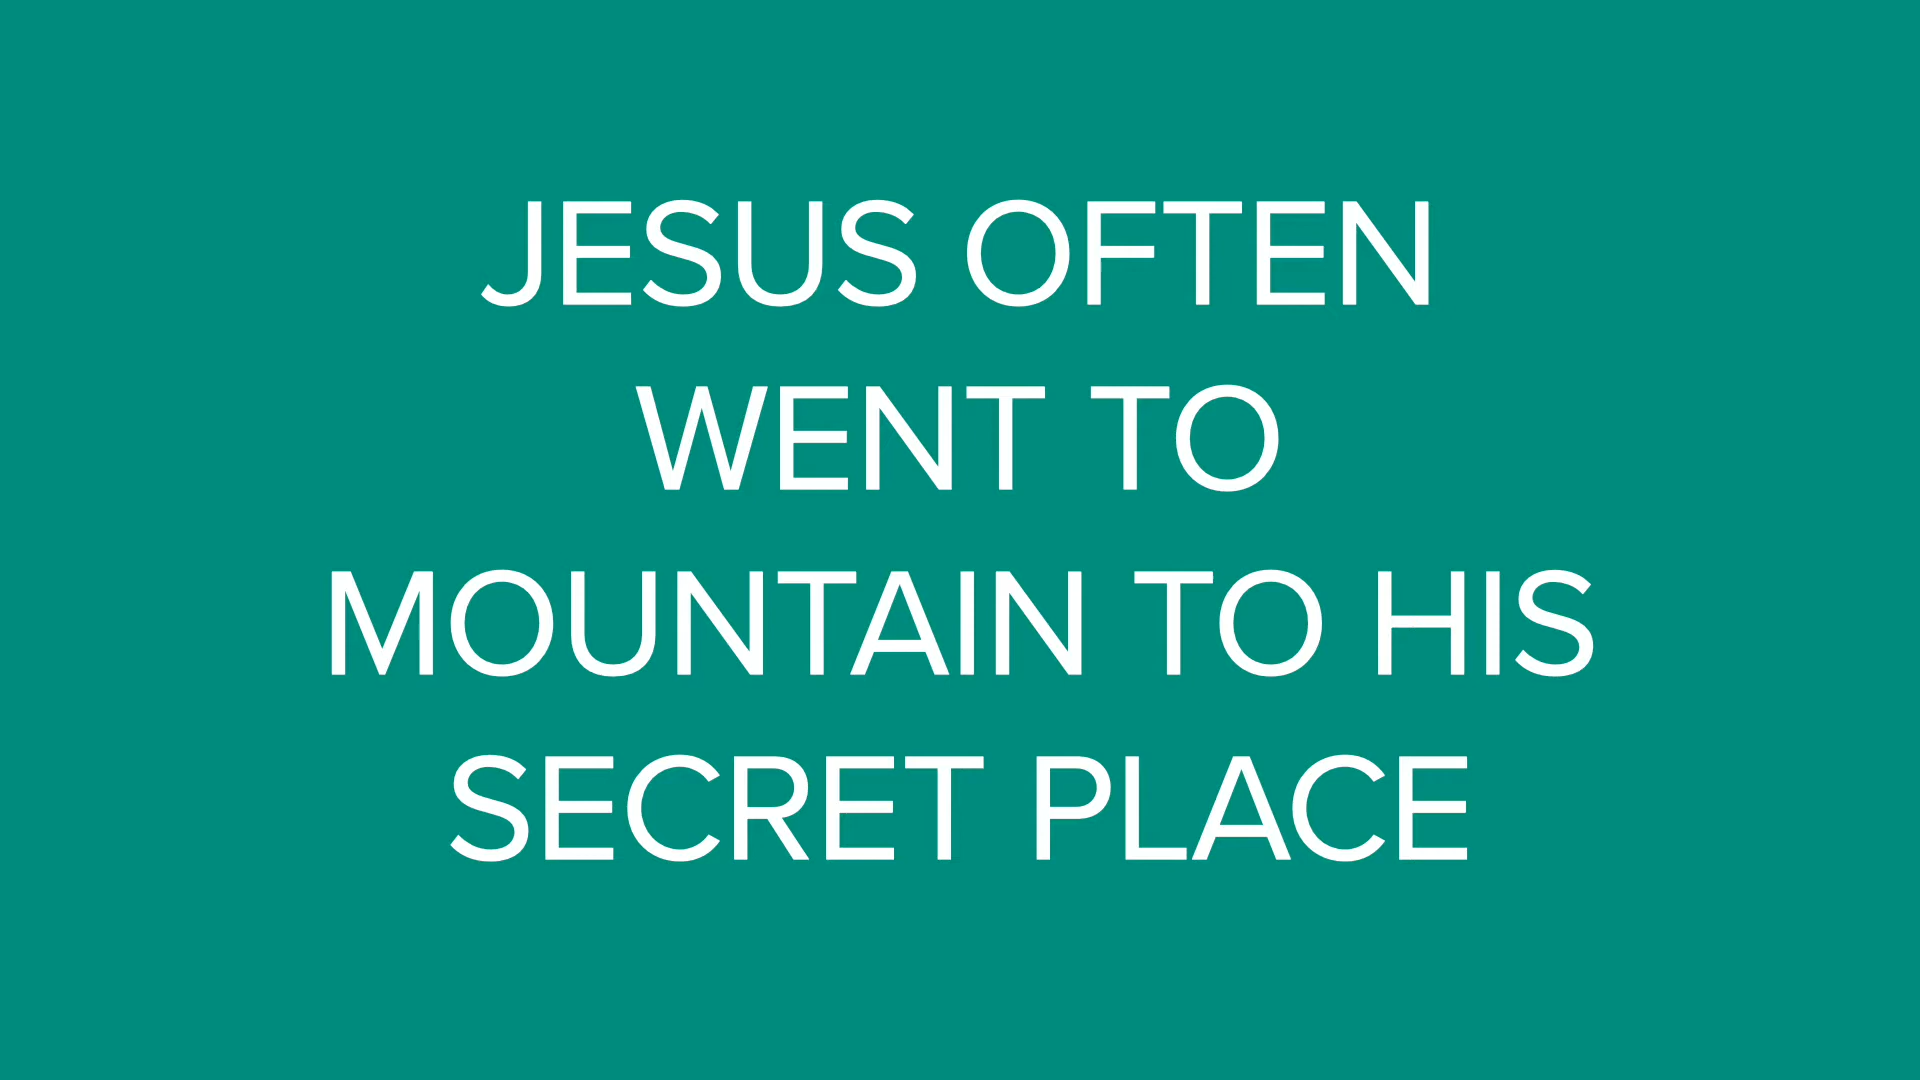 JESUS OFTEN
WENT TO
MOUNTAIN TO HIS
SECRET PLACE